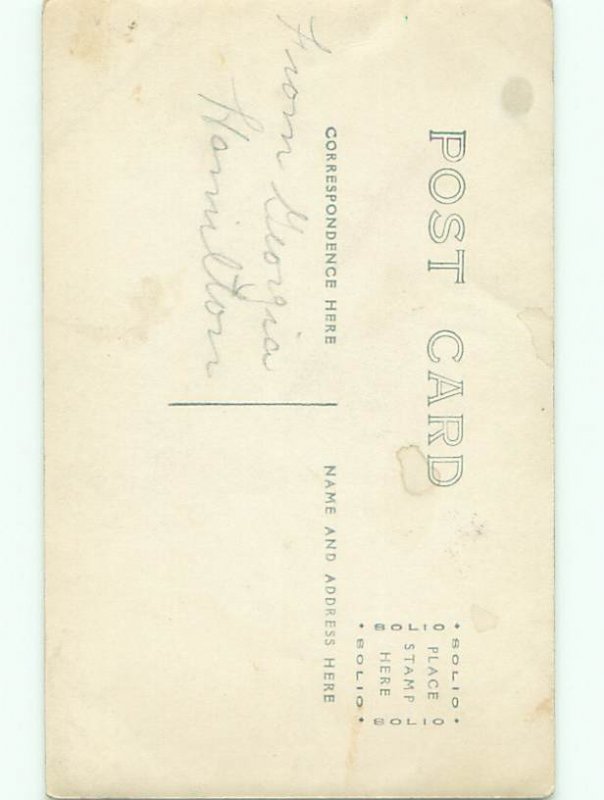 POST CARD
CORRESPONDENCE HERE
NAME AND ADDRESS HERE
SOLIO
SOLIO
PLACE
STAMP
HERE
SOLIO
SOLIO
From Georgia
Hamilton